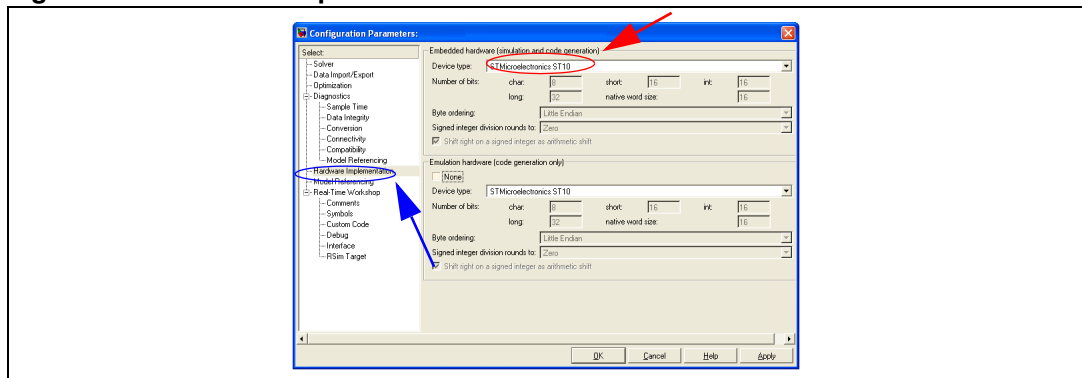 Configuration Parameters:
Select:
Solver
Data Import/Export
Optimization
Diagnostics
Sample Time
Data Integrity
Conversion
Connectivity
Compatibility
Model Referencing
Hardware Implementation
Model Referencing
Real-Time Workshop
Comments
Symbols
Custom Code
Debug
Interface
RSim Target
Embedded hardware (simulation and code generation)
Device type: STMicroelectronics ST10
Number of bits: char: 8 short: 16 int: 16
long: 32 native word size: 16
Byte ordering: Little Endian
Signed integer division rounds to: Zero
Shift right on a signed integer as arithmetic shift
Emulation hardware (code generation only)
None
Device type: STMicroelectronics ST10
Number of bits: char: 8 short: 16 int: 16
long: 32 native word size: 16
Byte ordering: Little Endian
Signed integer division rounds to: Zero
Shift right on a signed integer as arithmetic shift
OK Cancel Help Apply